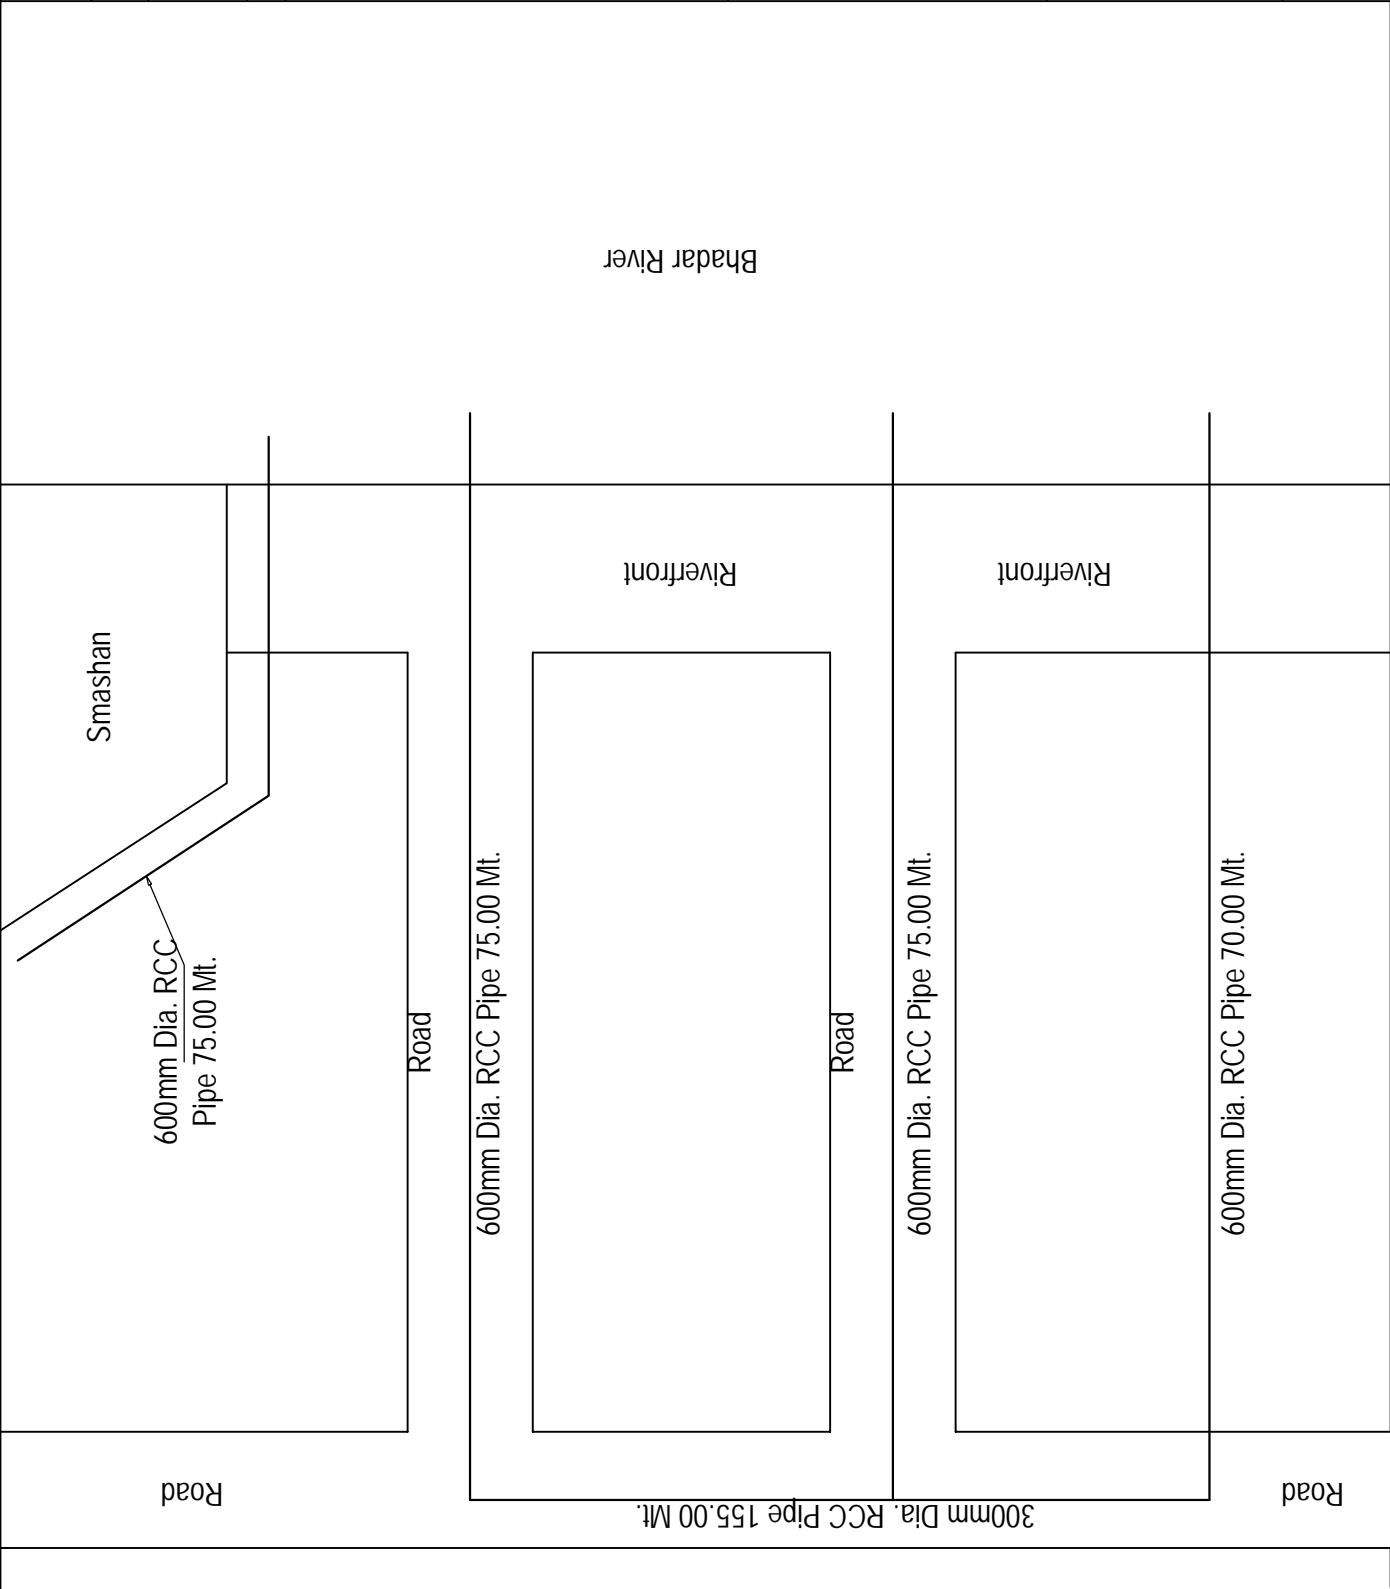 Bhadar River
Riverfront
Riverfront
Smashan
600mm Dia. RCC
Pipe 75.00 Mt.
Road
600mm Dia. RCC Pipe 75.00 Mt.
Road
600mm Dia. RCC Pipe 75.00 Mt.
600mm Dia. RCC Pipe 70.00 Mt.
Road
300mm Dia. RCC Pipe 155.00 Mt.
Road